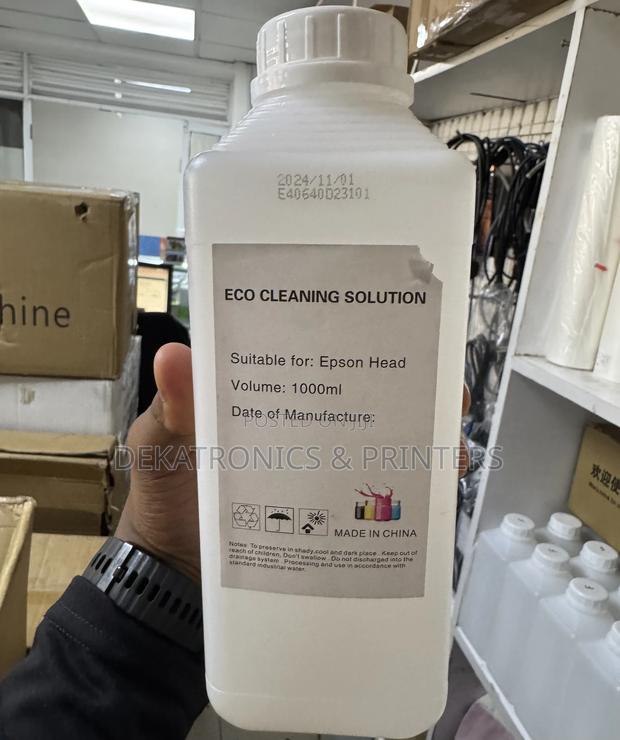 2024/11/01
E40640D23101
ECO CLEANING SOLUTION
Suitable for: Epson Head
Volume: 1000ml
Date of Manufacture:
POSTED ON JIJI
DEKATRONICS & PRINTERS
hine
MADE IN CHINA
Notes: To preserve in shady,cool and dark place . Keep out of
reach of children, Don't swallow . Do not discharged into the
drainage system . Processing and use in accordance with
standard industrial water.
欢迎使